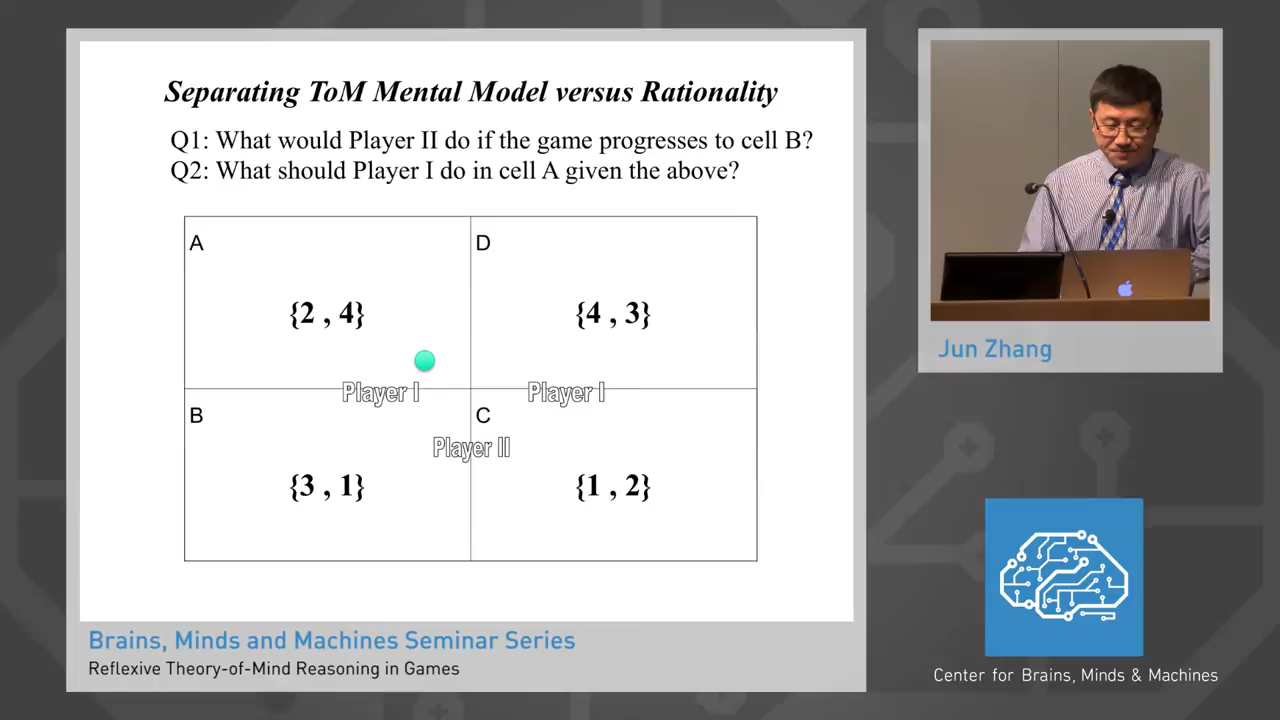 Separating ToM Mental Model versus Rationality
Q1: What would Player II do if the game progresses to cell B?
Q2: What should Player I do in cell A given the above?
A
D
{2 , 4}
{4 , 3}
Player I
Player I
B
C
Player II
{3 , 1}
{1 , 2}
Brains, Minds and Machines Seminar Series
Reflexive Theory-of-Mind Reasoning in Games
Jun Zhang
Center for Brains, Minds & Machines